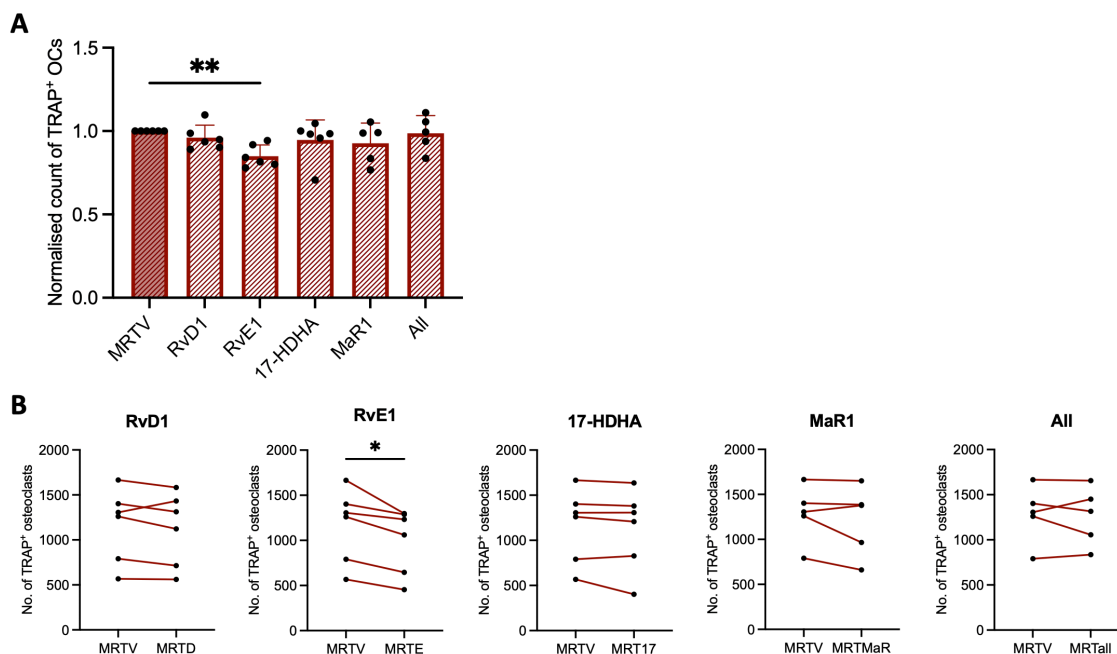 A
Normalised count of TRAP⁺ OCs
1.5
1.0
0.5
0.0
**
MRTV
RvD1
RvE1
17-HDHA
MaR1
All
B
RvD1
No. of TRAP⁺ osteoclasts
2000
1500
1000
500
0
MRTV
MRTD
RvE1
*
No. of TRAP⁺ osteoclasts
2000
1500
1000
500
0
MRTV
MRTE
17-HDHA
No. of TRAP⁺ osteoclasts
2000
1500
1000
500
0
MRTV
MRT17
MaR1
No. of TRAP⁺ osteoclasts
2000
1500
1000
500
0
MRTV
MRTMaR
All
No. of TRAP⁺ osteoclasts
2000
1500
1000
500
0
MRTV
MRTall